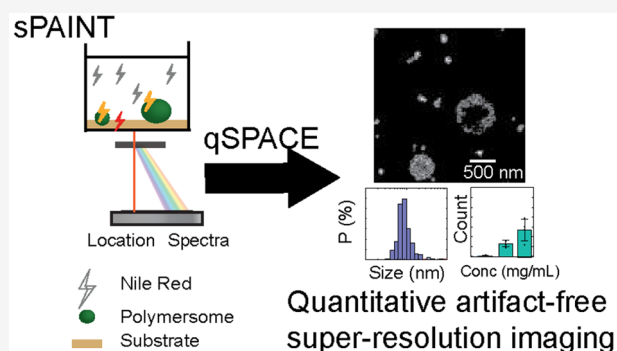 sPAINT
qSPACE
Location Spectra
Nile Red
Polymersome
Substrate
500 nm
P (%)
Size (nm)
Count
Conc (mg/mL)
Quantitative artifact-free
super-resolution imaging